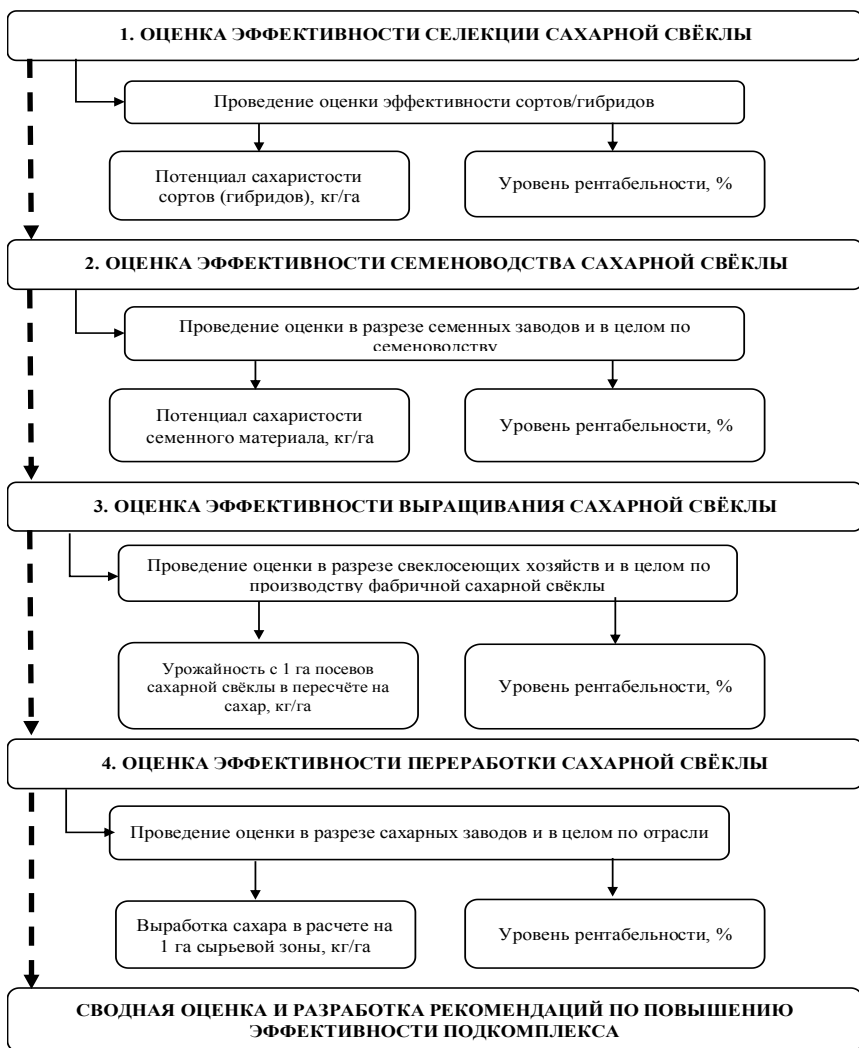 1. ОЦЕНКА ЭФФЕКТИВНОСТИ СЕЛЕКЦИИ САХАРНОЙ СВЁКЛЫ
Проведение оценки эффективности сортов/гибридов
Потенциал сахаристости
сортов (гибридов), кг/га
Уровень рентабельности, %
2. ОЦЕНКА ЭФФЕКТИВНОСТИ СЕМЕНОВОДСТВА САХАРНОЙ СВЁКЛЫ
Проведение оценки в разрезе семенных заводов и в целом по
семеноводству
Потенциал сахаристости
семенного материала, кг/га
Уровень рентабельности, %
3. ОЦЕНКА ЭФФЕКТИВНОСТИ ВЫРАЩИВАНИЯ САХАРНОЙ СВЁКЛЫ
Проведение оценки в разрезе свеклосеющих хозяйств и в целом по
производству фабричной сахарной свёклы
Урожайность с 1 га посевов
сахарной свёклы в пересчёте на
сахар, кг/га
Уровень рентабельности, %
4. ОЦЕНКА ЭФФЕКТИВНОСТИ ПЕРЕРАБОТКИ САХАРНОЙ СВЁКЛЫ
Проведение оценки в разрезе сахарных заводов и в целом по отрасли
Выработка сахара в расчете на
1 га сырьевой зоны, кг/га
Уровень рентабельности, %
СВОДНАЯ ОЦЕНКА И РАЗРАБОТКА РЕКОМЕНДАЦИЙ ПО ПОВЫШЕНИЮ
ЭФФЕКТИВНОСТИ ПОДКОМПЛЕКСА